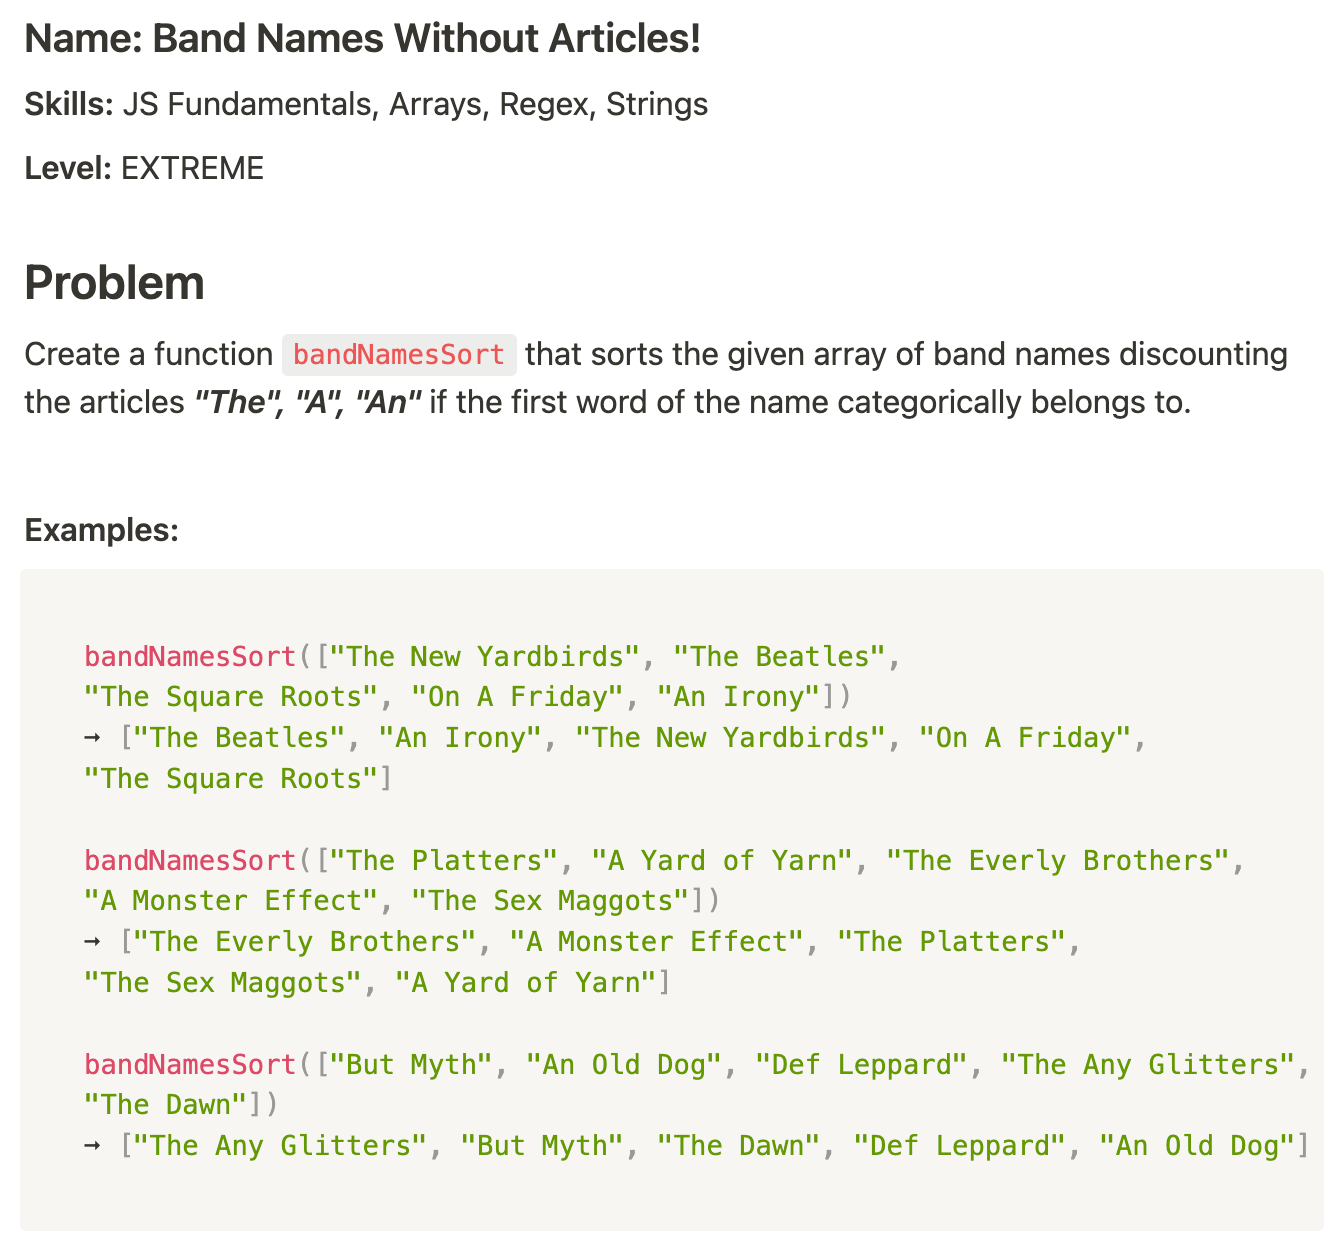 Name: Band Names Without Articles!
Skills: JS Fundamentals, Arrays, Regex, Strings
Level: EXTREME
Problem
Create a function bandNamesSort that sorts the given array of band names discounting
the articles "The", "A", "An" if the first word of the name categorically belongs to.
Examples:
bandNamesSort(["The New Yardbirds", "The Beatles",
"The Square Roots", "On A Friday", "An Irony"])
→ ["The Beatles", "An Irony", "The New Yardbirds", "On A Friday",
"The Square Roots"]
bandNamesSort(["The Platters", "A Yard of Yarn", "The Everly Brothers",
"A Monster Effect", "The Sex Maggots"])
→ ["The Everly Brothers", "A Monster Effect", "The Platters",
"The Sex Maggots", "A Yard of Yarn"]
bandNamesSort(["But Myth", "An Old Dog", "Def Leppard", "The Any Glitters",
"The Dawn"])
→ ["The Any Glitters", "But Myth", "The Dawn", "Def Leppard", "An Old Dog"]